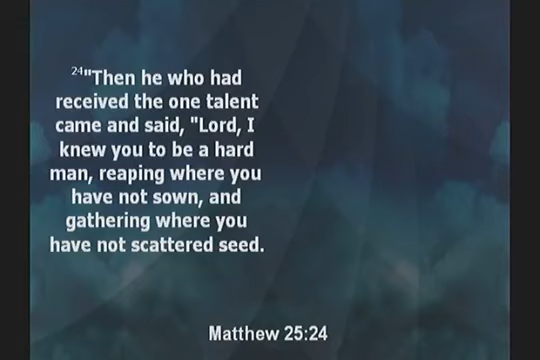 24"Then he who had
received the one talent
came and said, "Lord, I
knew you to be a hard
man, reaping where you
have not sown, and
gathering where you
have not scattered seed.
Matthew 25:24